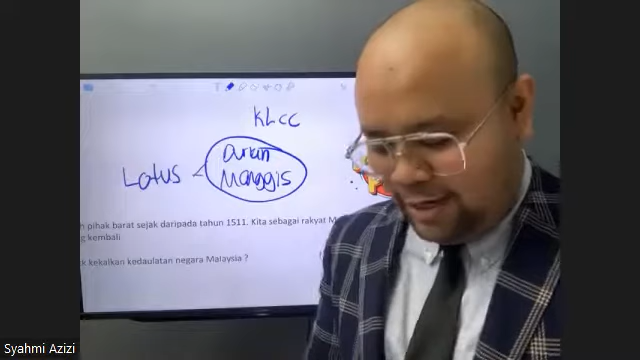 KLCC
Durian
Lotus < Manggis
h pihak barat sejak daripada tahun 1511. Kita sebagai rakyat M
g kembali
k kekalkan kedaulatan negara Malaysia ?
Syahmi Azizi